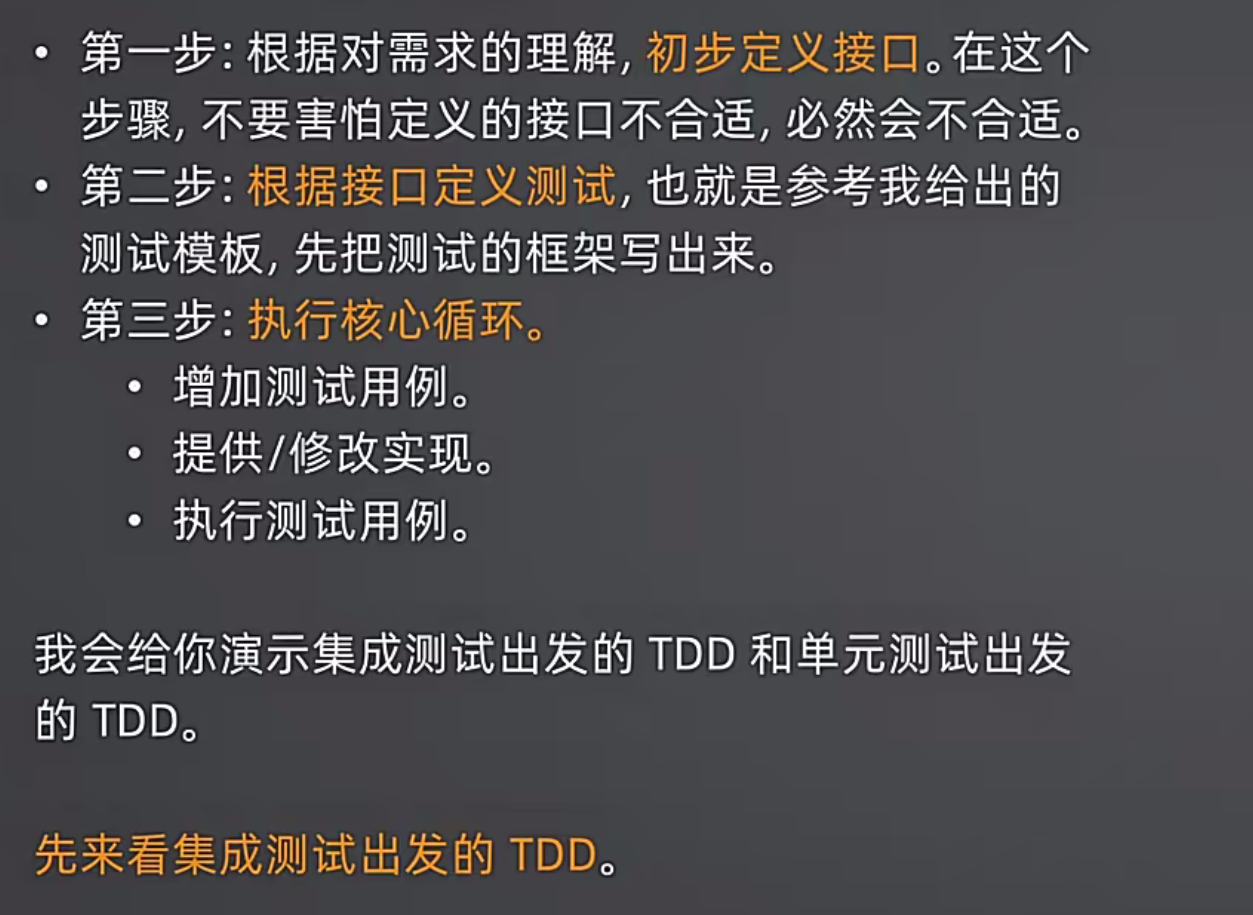 • 第一步：根据对需求的理解，初步定义接口。在这个
步骤，不要害怕定义的接口不合适，必然会不合适。
• 第二步：根据接口定义测试，也就是参考我给出的
测试模板，先把测试的框架写出来。
• 第三步：执行核心循环。
• 增加测试用例。
• 提供/修改实现。
• 执行测试用例。
我会给你演示集成测试出发的 TDD 和单元测试出发
的 TDD。
先来看集成测试出发的 TDD。